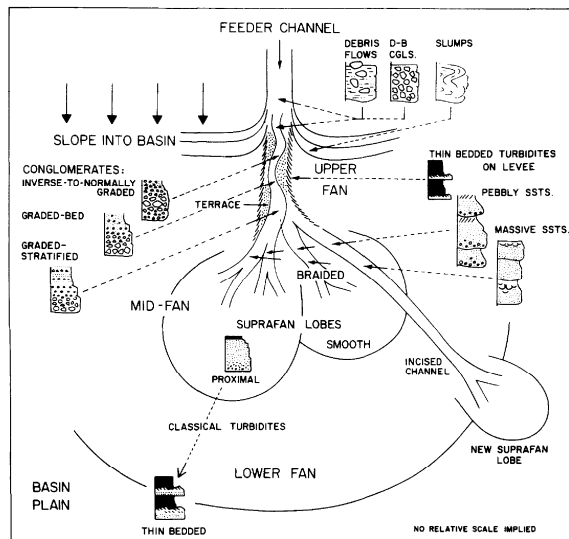 FEEDER CHANNEL
DEBRIS
FLOWS
D-B
CGLS.
SLUMPS
SLOPE INTO BASIN
CONGLOMERATES:
INVERSE-TO-NORMALLY
GRADED
UPPER
FAN
THIN BEDDED TURBIDITES
ON LEVEE
PEBBLY SSTS.
GRADED-BED
TERRACE
MASSIVE SSTS.
GRADED-
STRATIFIED
BRAIDED
MID-FAN
SUPRAFAN LOBES
SMOOTH
INCISED
CHANNEL
PROXIMAL
CLASSICAL TURBIDITES
NEW SUPRAFAN
LOBE
LOWER FAN
BASIN
PLAIN
THIN BEDDED
NO RELATIVE SCALE IMPLIED